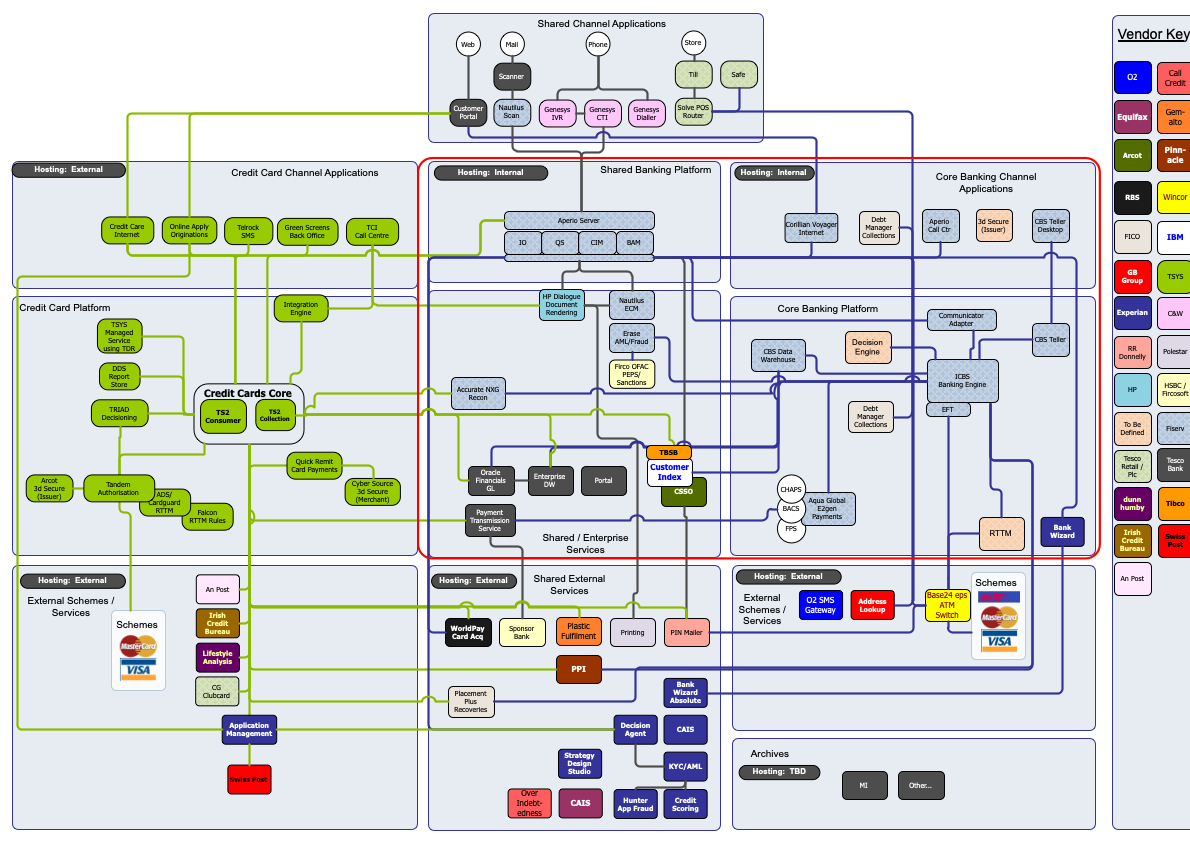 Shared Channel Applications
Web
Mail
Phone
Store
Scanner
Till
Safe
Customer
Portal
Nautilus
Scan
Genesys
IVR
Genesys
CTI
Genesys
Dialler
Solve POS
Router
Vendor Key
O2
Call
Credit
Equifax
Gem-
alto
Arcot
Pinn-
acle
RBS
Wincor
FICO
IBM
GB
Group
TSYS
Experian
C&W
RR
Donnelly
Polestar
HP
HSBC /
Fircosoft
To Be
Defined
Fiserv
Tesco
Retail /
Plc
Tesco
Bank
dunn
humby
Tibco
Irish
Credit
Bureau
Swiss
Post
An Post
Hosting: External
Credit Card Channel Applications
Credit Care
Internet
Online Apply
Originations
Telrock
SMS
Green Screens
Back Office
TCI
Call Centre
Hosting: Internal
Shared Banking Platform
Aperio Server
IO
QS
CIM
BAM
Hosting: Internal
Core Banking Channel
Applications
Corillian Voyager
Internet
Debt
Manager
Collections
Aperio
Call Ctr
3d Secure
(Issuer)
CBS Teller
Desktop
Credit Card Platform
Integration
Engine
TSYS
Managed
Service
using TDR
DDS
Report
Store
TRIAD
Decisioning
Credit Cards Core
TS2
Consumer
TS2
Collection
Quick Remit
Card Payments
Cyber Source
3d Secure
(Merchant)
Arcot
3d Secure
(Issuer)
Tandem
Authorisation
ADS/
Cardguard
RTTM
Falcon
RTTM Rules
HP Dialogue
Document
Rendering
Nautilus
ECM
Erase
AML/Fraud
Firco OFAC
PEPS/
Sanctions
Accurate NXG
Recon
TBSB
Customer
Index
CSSO
Oracle
Financials
GL
Enterprise
DW
Portal
Payment
Transmission
Service
Shared / Enterprise
Services
Core Banking Platform
Communicator
Adapter
CBS Data
Warehouse
Decision
Engine
CBS Teller
ICBS
Banking Engine
EFT
Debt
Manager
Collections
CHAPS
BACS
FPS
Aqua Global
E2gen
Payments
RTTM
Bank
Wizard
Hosting: External
External Schemes /
Services
Schemes
MasterCard
VISA
An Post
Irish
Credit
Bureau
Lifestyle
Analysis
CG
Clubcard
Application
Management
Swiss Post
Hosting: External
Shared External
Services
WorldPay
Card Acq
Sponsor
Bank
Plastic
Fulfilment
Printing
PIN Mailer
PPI
Placement
Plus
Recoveries
Bank
Wizard
Absolute
Decision
Agent
CAIS
Strategy
Design
Studio
KYC/AML
Over
Indebt-
edness
CAIS
Hunter
App Fraud
Credit
Scoring
Hosting: External
External
Schemes /
Services
O2 SMS
Gateway
Address
Lookup
Base24 eps
ATM
Switch
Schemes
MasterCard
VISA
Archives
Hosting: TBD
MI
Other...